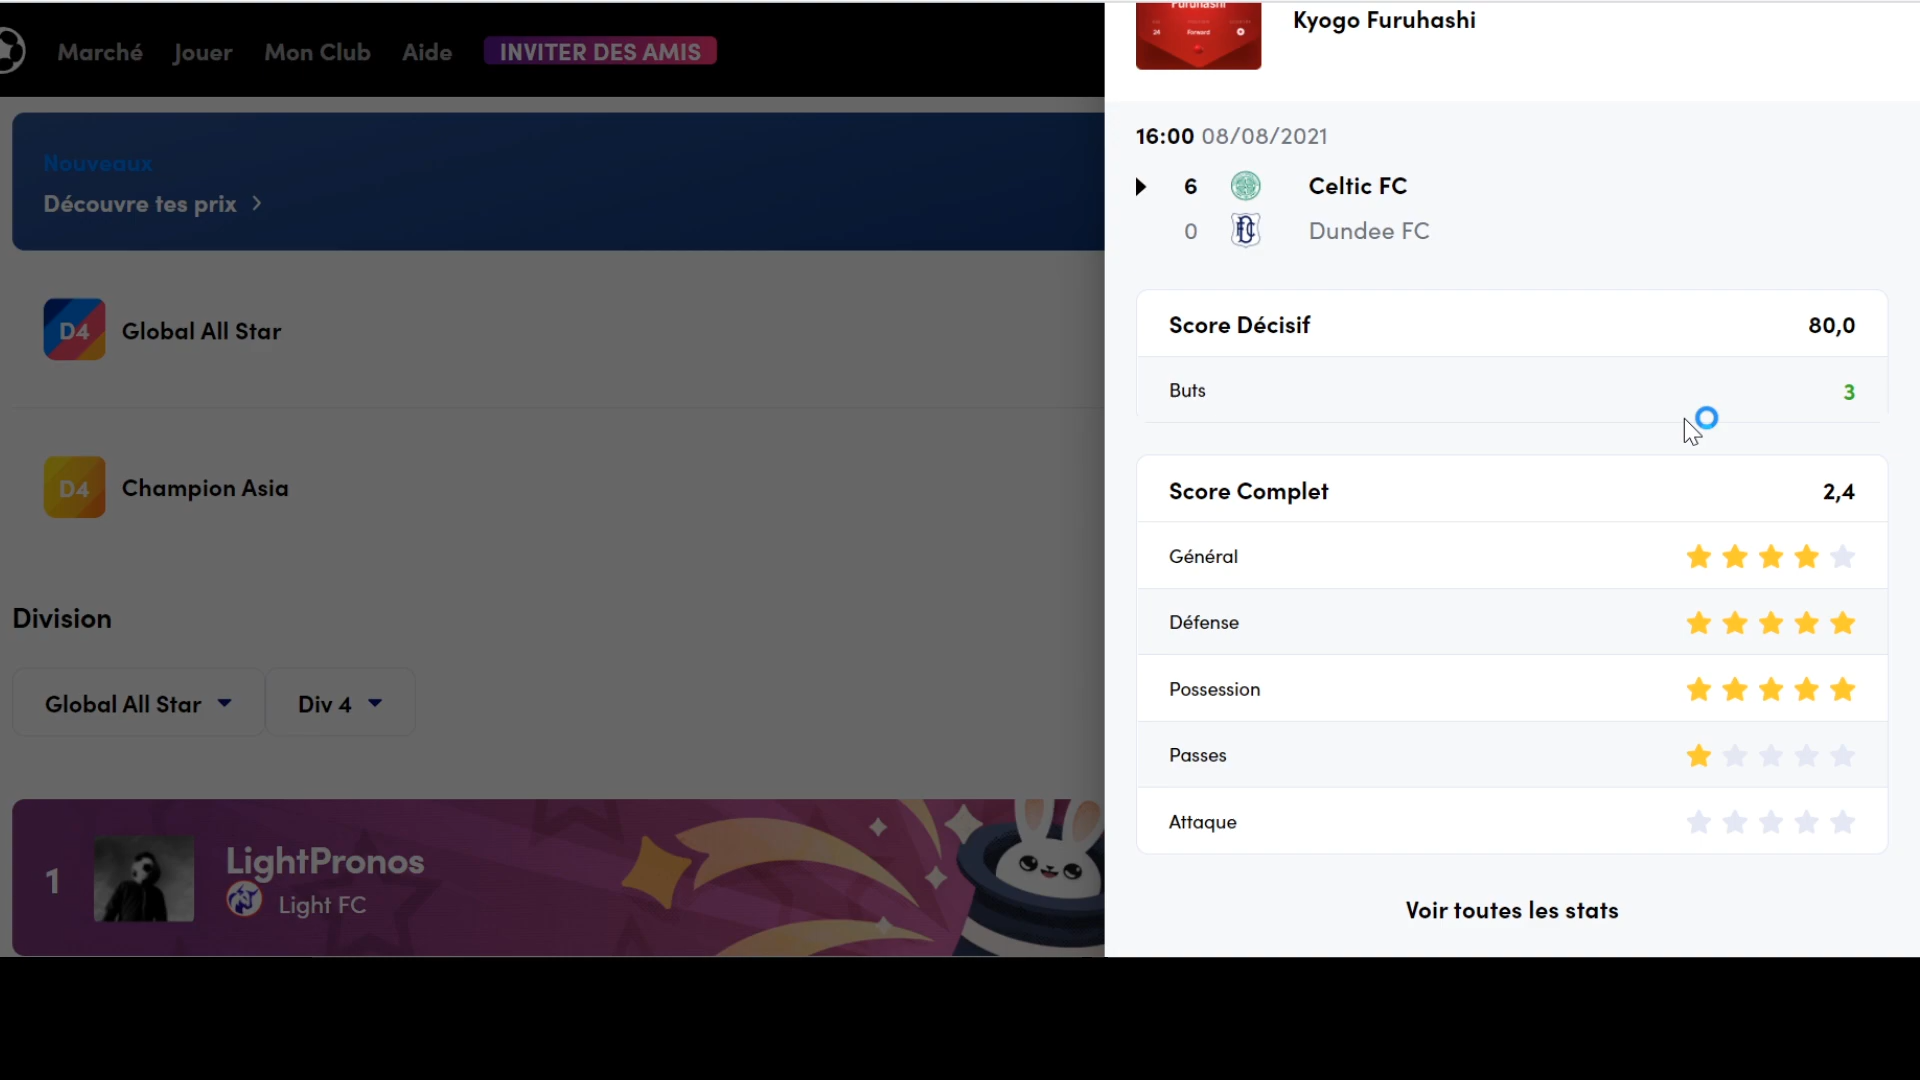 Marché Jouer Mon Club Aide INVITER DES AMIS
Nouveaux
Découvre tes prix
D4 Global All Star
D4 Champion Asia
Division
Global All Star Div 4
1 LightPronos
Light FC
Furuhashi
24 Forward
Kyogo Furuhashi
16:00 08/08/2021
6 Celtic FC
0 Dundee FC
Score Décisif 80,0
Buts 3
Score Complet 2,4
Général
Défense
Possession
Passes
Attaque
Voir toutes les stats